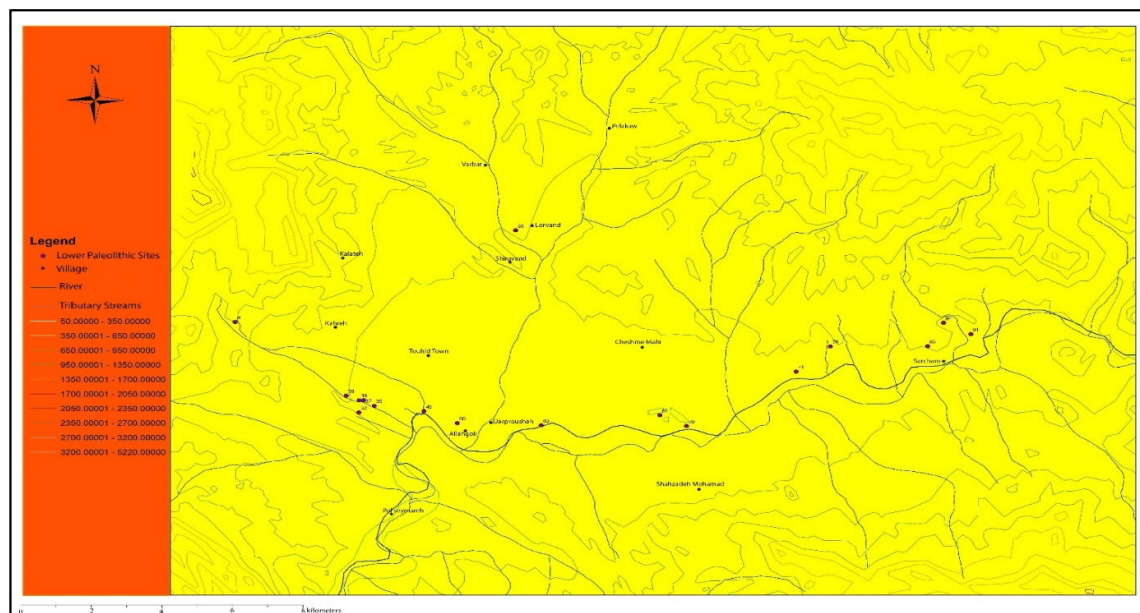 N
Legend
Lower Paleolithic Sites
Village
River
Tributary Streams
50.00000 - 350.00000
350.00001 - 650.00000
650.00001 - 950.00000
950.00001 - 1350.00000
1350.00001 - 1700.00000
1700.00001 - 2050.00000
2050.00001 - 2350.00000
2350.00001 - 2700.00000
2700.00001 - 3200.00000
3200.00001 - 5220.00000
Varbar
Lorvand
Shiravand
Kalateh
Kahreh
Touhid Town
Cheshme Mahi
Sarcham
Darproushah
Shahzadeh Mohamad
0 2 4 6 8 kilometers